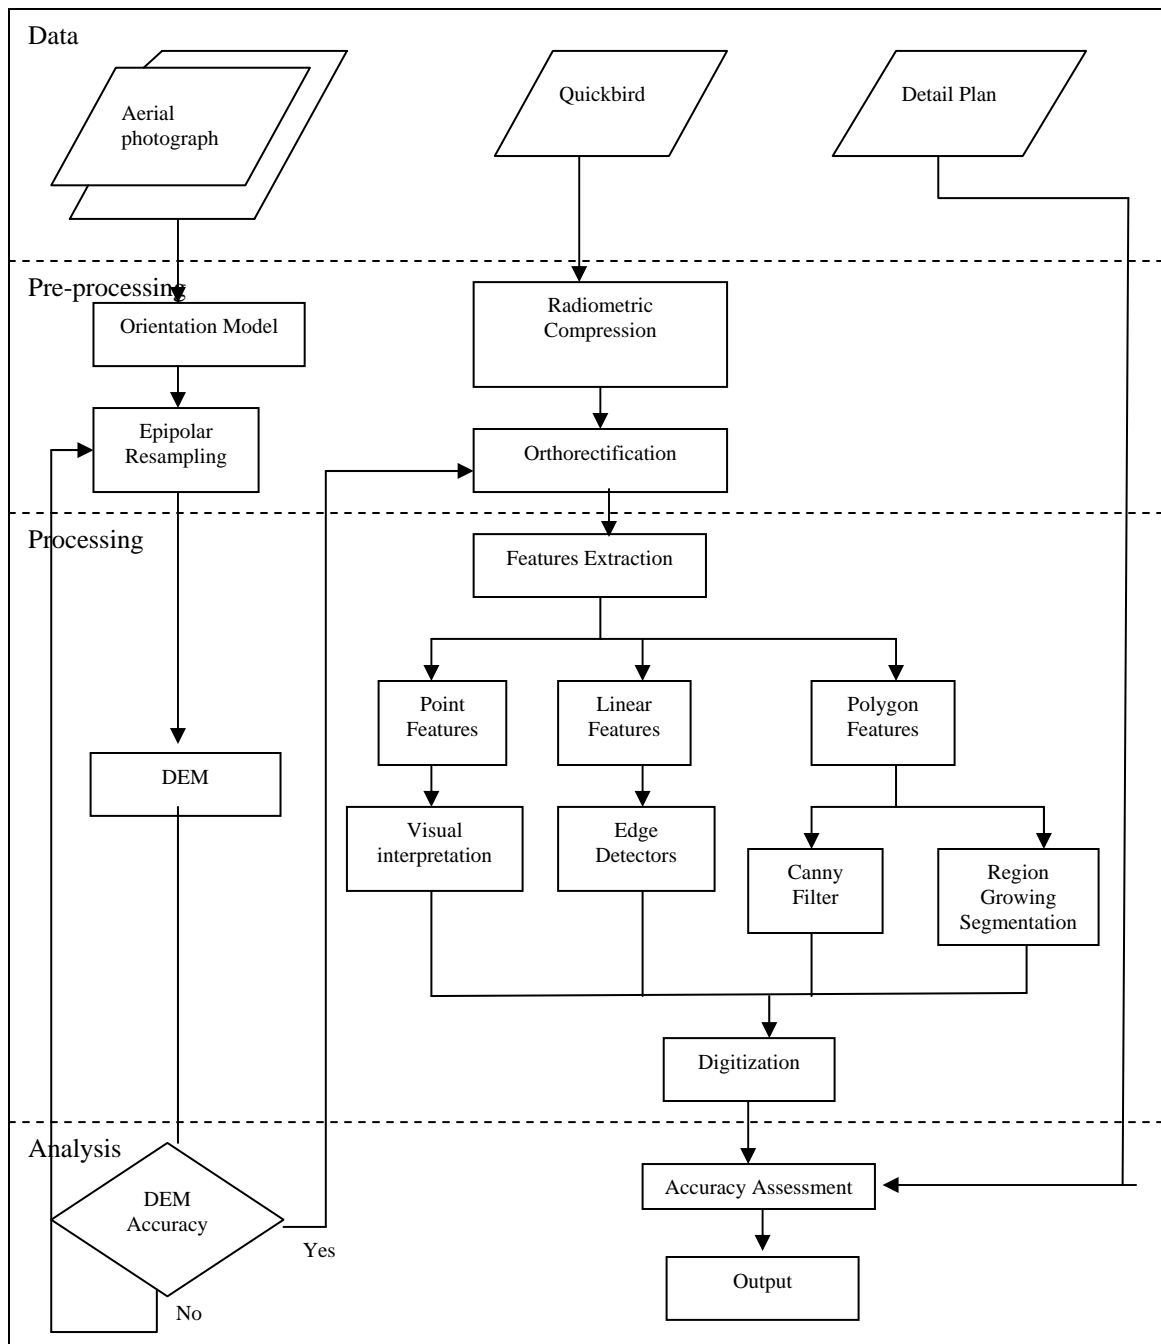 Data
Aerial
photograph
Quickbird
Detail Plan
Pre-processing
Orientation Model
Radiometric
Compression
Epipolar
Resampling
Orthorectification
Processing
Features Extraction
Point
Features
Linear
Features
Polygon
Features
DEM
Visual
interpretation
Edge
Detectors
Canny
Filter
Region
Growing
Segmentation
Digitization
Analysis
DEM
Accuracy
Yes
No
Accuracy Assessment
Output